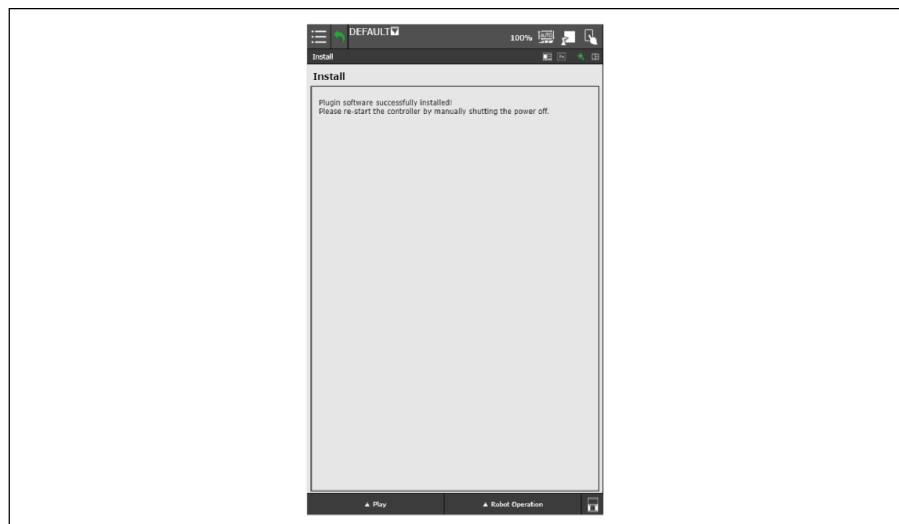 DEFAULT
100%
Install
Install
Plugin software successfully installed!
Please re-start the controller by manually shutting the power off.
▲ Play
▲ Robot Operation